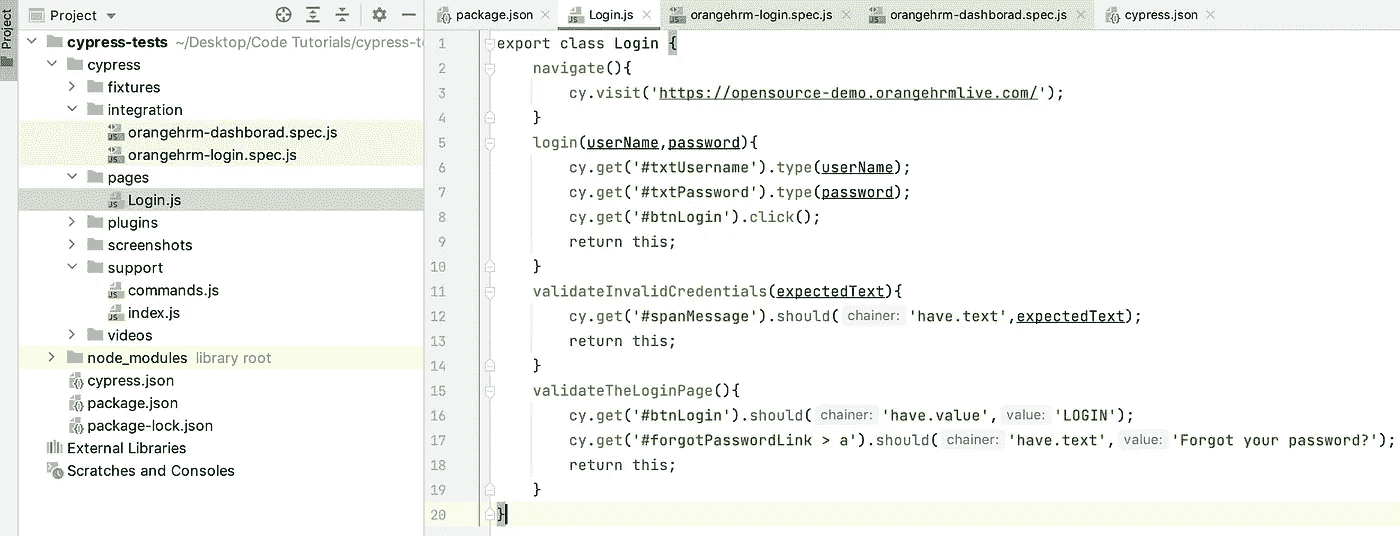 Project
Project
package.json
Login.js
orangehrm-login.spec.js
orangehrm-dashborad.spec.js
cypress.json
cypress-tests ~/Desktop/Code Tutorials/cypress-te
cypress
fixtures
integration
orangehrm-dashborad.spec.js
orangehrm-login.spec.js
pages
Login.js
plugins
screenshots
support
commands.js
index.js
videos
node_modules library root
cypress.json
package.json
package-lock.json
External Libraries
Scratches and Consoles
1 export class Login {
2 navigate(){
3 cy.visit('https://opensource-demo.orangehrmlive.com/');
4 }
5 login(userName,password){
6 cy.get('#txtUsername').type(userName);
7 cy.get('#txtPassword').type(password);
8 cy.get('#btnLogin').click();
9 return this;
10 }
11 validateInvalidCredentials(expectedText){
12 cy.get('#spanMessage').should( chainer: 'have.text',expectedText);
13 return this;
14 }
15 validateTheLoginPage(){
16 cy.get('#btnLogin').should( chainer: 'have.value', value: 'LOGIN');
17 cy.get('#forgotPasswordLink > a').should( chainer: 'have.text', value: 'Forgot your password?');
18 return this;
19 }
20 }